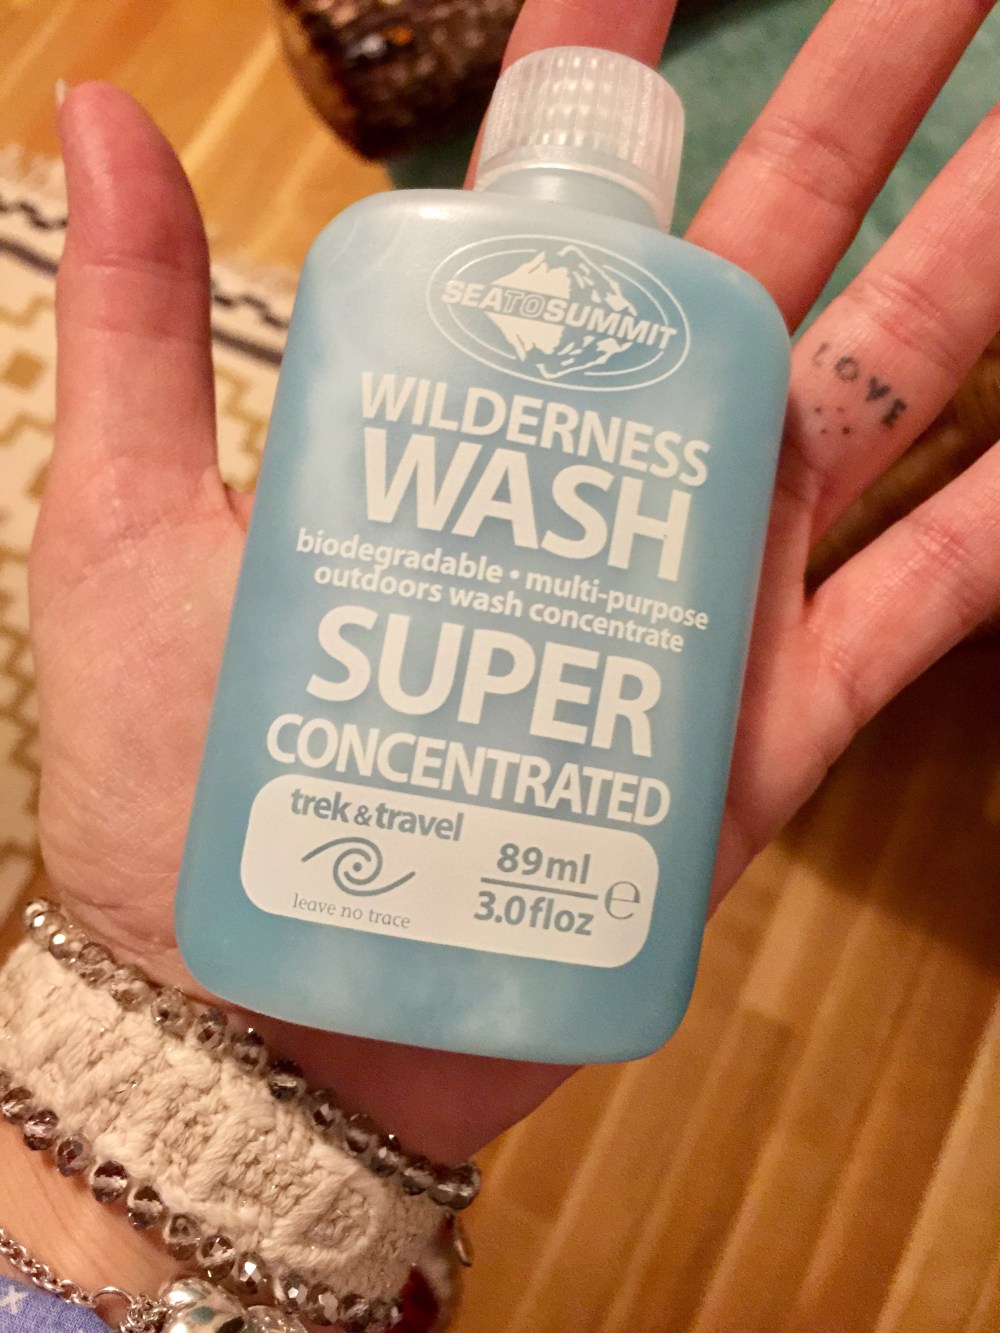 SEATOSUMMIT
WILDERNESS
WASH
biodegradable • multi-purpose
outdoors wash concentrate
SUPER
CONCENTRATED
trek & travel
leave no trace
89ml
3.0floz ℮
LOVE